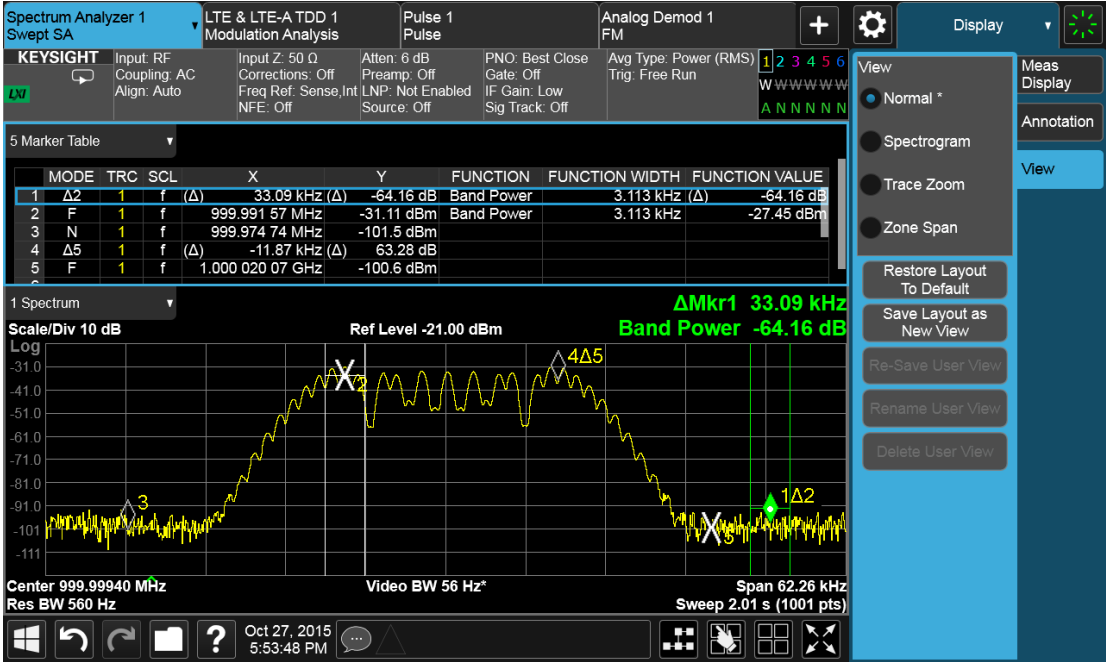 Spectrum Analyzer 1
Swept SA
LTE & LTE-A TDD 1
Modulation Analysis
Pulse 1
Pulse
Analog Demod 1
FM
+
Display
KEYSIGHT
LXI
Input: RF
Coupling: AC
Align: Auto
Input Z: 50 Ω
Corrections: Off
Freq Ref: Sense,Int
NFE: Off
Atten: 6 dB
Preamp: Off
LNP: Not Enabled
Source: Off
PNO: Best Close
Gate: Off
IF Gain: Low
Sig Track: Off
Avg Type: Power (RMS)
Trig: Free Run
1 2 3 4 5 6
W W W W W W
A N N N N N
5 Marker Table
MODE TRC SCL X Y FUNCTION FUNCTION WIDTH FUNCTION VALUE
1 Δ2 1 f (Δ) 33.09 kHz (Δ) -64.16 dB Band Power 3.113 kHz (Δ) -64.16 dB
2 F 1 f 999.991 57 MHz -31.11 dBm Band Power 3.113 kHz -27.45 dBm
3 N 1 f 999.974 74 MHz -101.5 dBm
4 Δ5 1 f (Δ) -11.87 kHz (Δ) 63.28 dB
5 F 1 f 1.000 020 07 GHz -100.6 dBm
1 Spectrum
ΔMkr1 33.09 kHz
Scale/Div 10 dB
Ref Level -21.00 dBm
Band Power -64.16 dB
Log
-31.0
-41.0
-51.0
-61.0
-71.0
-81.0
-91.0
-101
-111
2
4Δ5
3
5
1Δ2
Center 999.99940 MHz
Video BW 56 Hz*
Span 62.26 kHz
Res BW 560 Hz
Sweep 2.01 s (1001 pts)
?
Oct 27, 2015
5:53:48 PM
View
Normal *
Spectrogram
Trace Zoom
Zone Span
Restore Layout
To Default
Save Layout as
New View
Re-Save User View
Rename User View
Delete User View
Meas
Display
Annotation
View